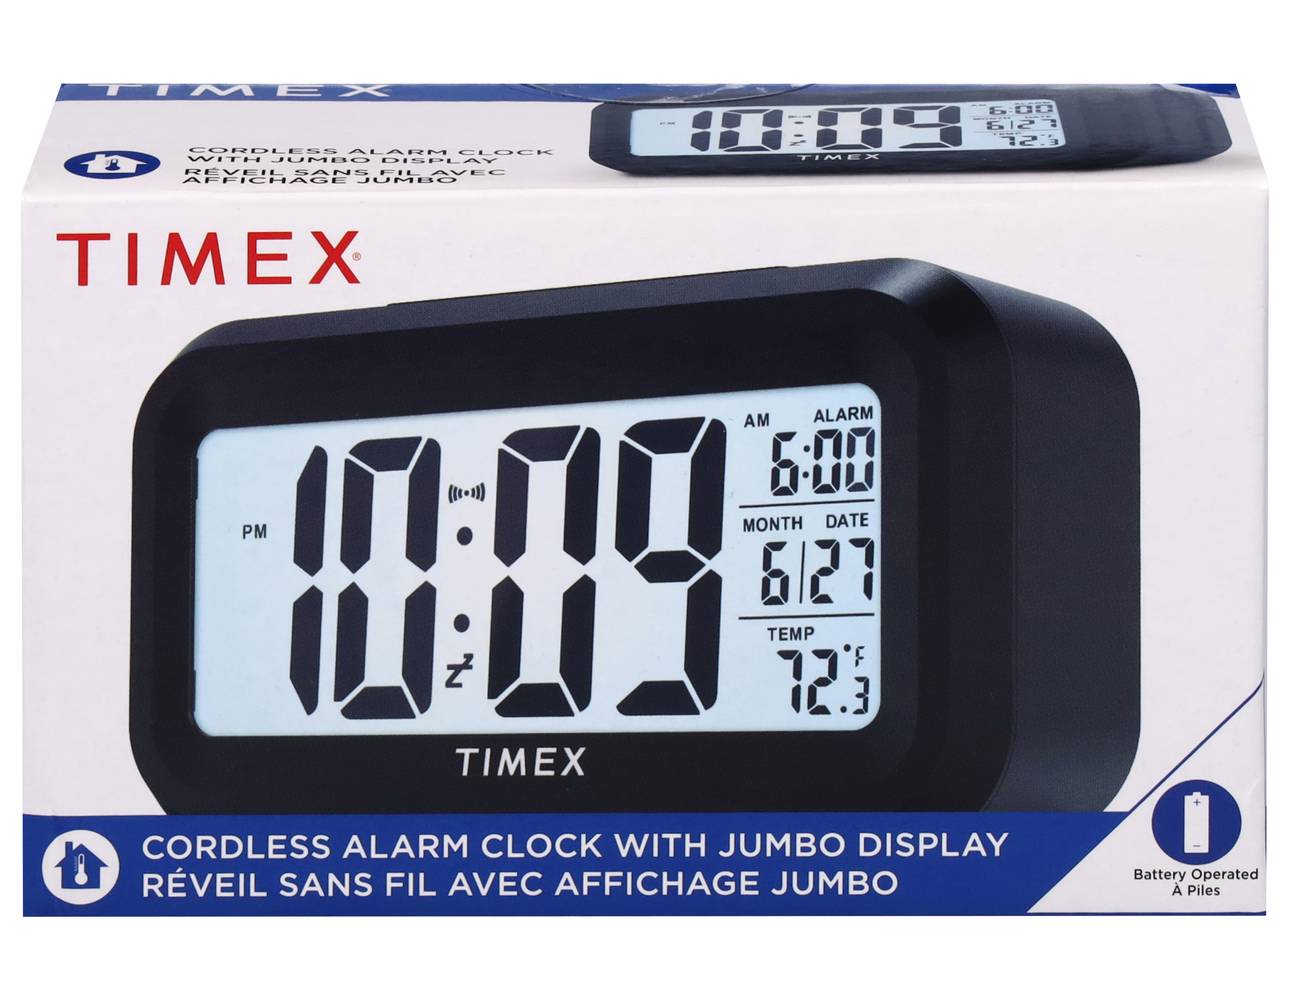 TIMEX
CORDLESS ALARM CLOCK
WITH JUMBO DISPLAY
RÉVEIL SANS FIL AVEC
AFFICHAGE JUMBO
PM
10:09
AM ALARM
6:00
MONTH DATE
6|27
TEMP
72.3°F
TIMEX
TIMEX®
PM
10:09
AM ALARM
6:00
MONTH DATE
6|27
TEMP
72.3°F
TIMEX
CORDLESS ALARM CLOCK WITH JUMBO DISPLAY
RÉVEIL SANS FIL AVEC AFFICHAGE JUMBO
+
–
Battery Operated
À Piles